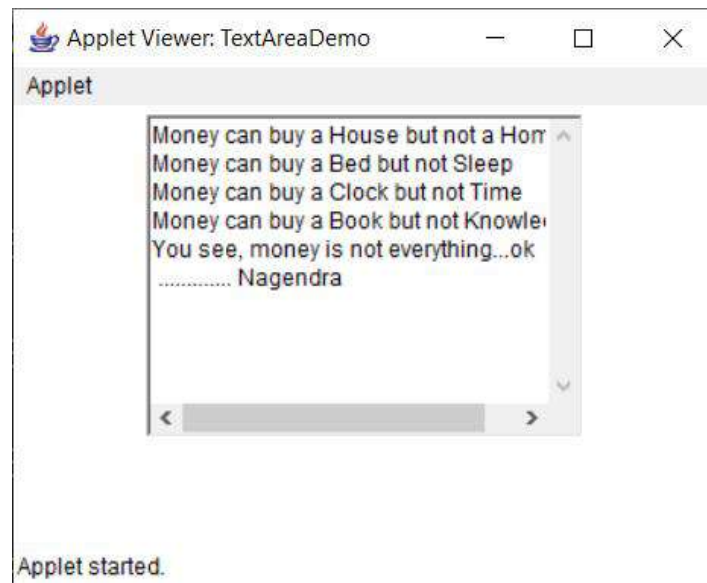 Applet Viewer: TextAreaDemo
Applet
Money can buy a House but not a Hom
Money can buy a Bed but not Sleep
Money can buy a Clock but not Time
Money can buy a Book but not Knowle
You see, money is not everything...ok
............. Nagendra
Applet started.